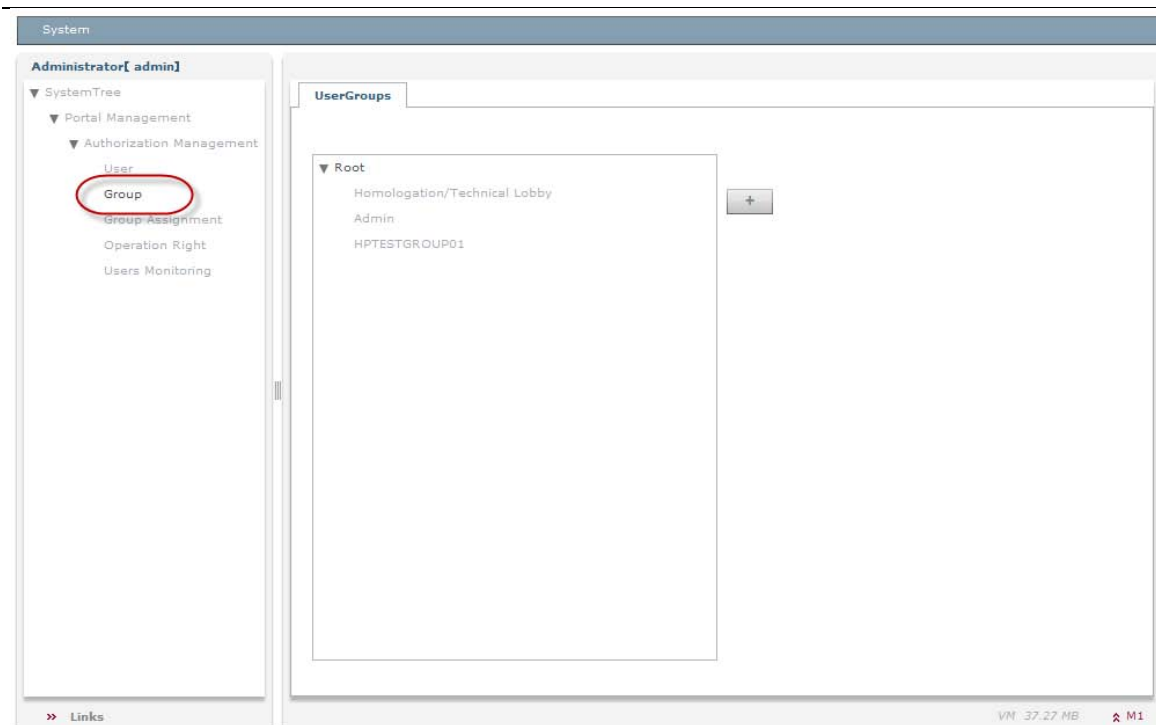 System
Administrator[ admin]
SystemTree
Portal Management
Authorization Management
User
Group
Group Assignment
Operation Right
Users Monitoring
» Links
UserGroups
Root
Homologation/Technical Lobby
Admin
HPTESTGROUP01
+
VM 37.27 MB
M1